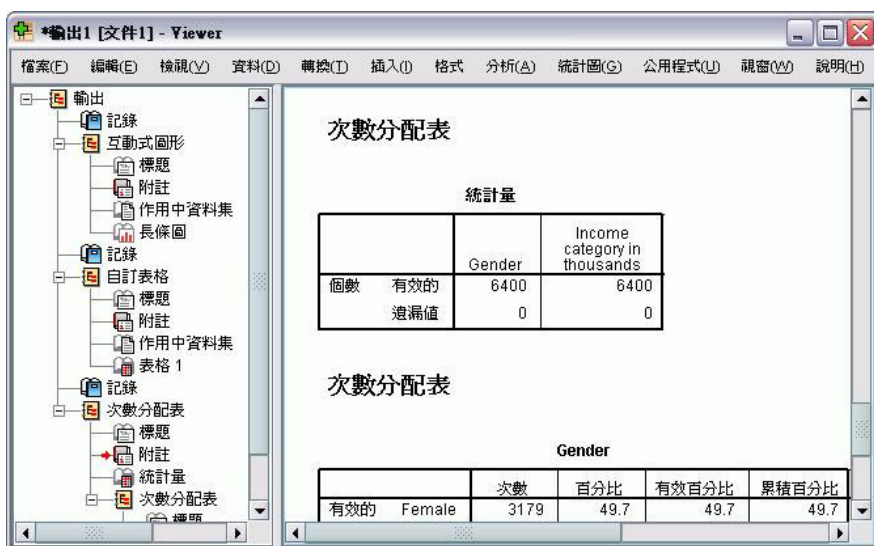 *輸出1 [文件1] - Viewer
檔案(F) 編輯(E) 檢視(V) 資料(D) 轉換(T) 插入(I) 格式 分析(A) 統計圖(G) 公用程式(U) 視窗(W) 說明(H)
輸出
記錄
互動式圖形
標題
附註
作用中資料集
長條圖
記錄
自訂表格
標題
附註
作用中資料集
表格 1
記錄
次數分配表
標題
附註
統計量
次數分配表
標題
次數分配表
統計量
Gender Income category in thousands
個數 有效的 6400 6400
遺漏值 0 0
次數分配表
Gender
次數 百分比 有效百分比 累積百分比
有效的 Female 3179 49.7 49.7 49.7